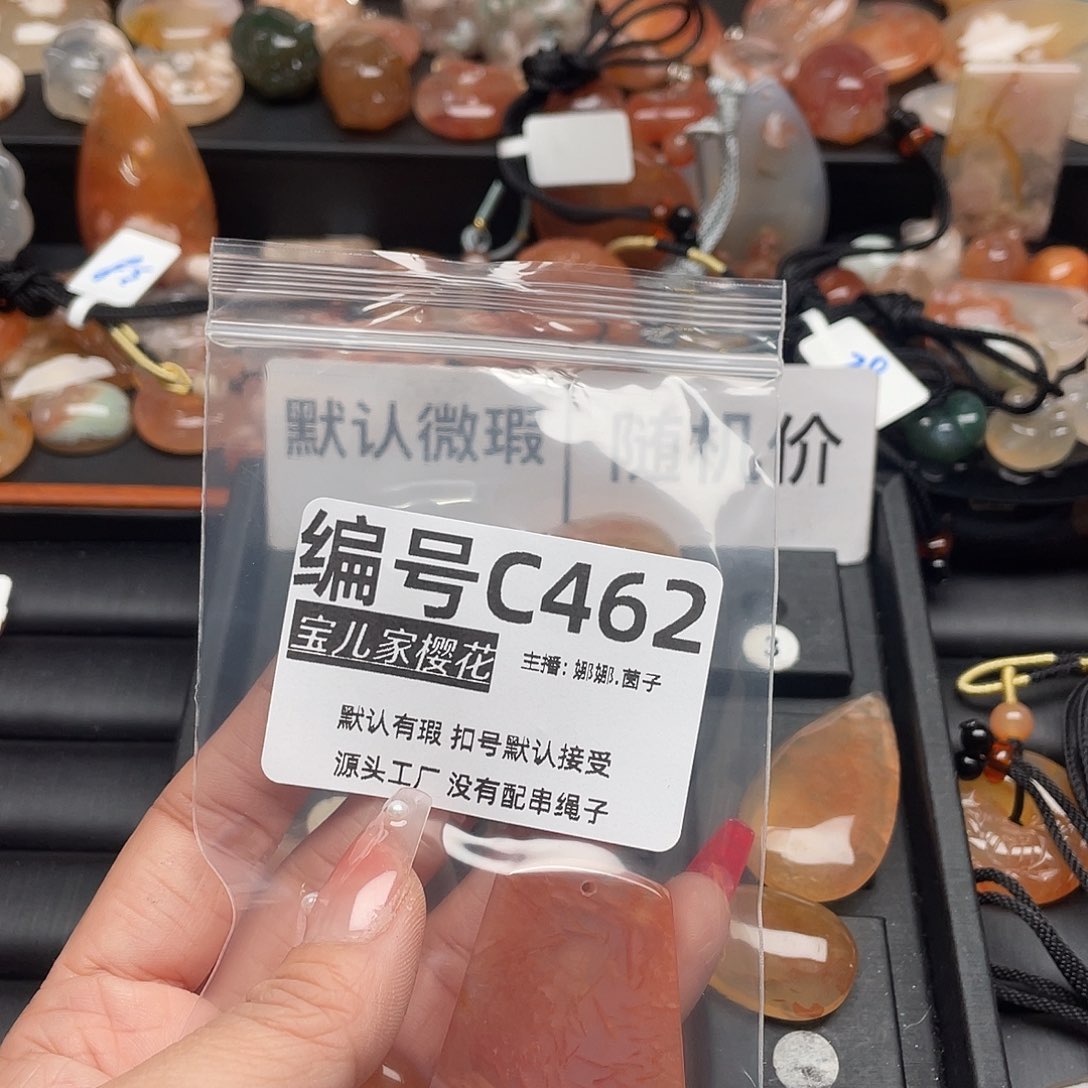 默认微瑕 随机价
编号C462
宝儿家樱花
主播: 娜娜.菌子
默认有瑕 扣号默认接受
源头工厂 没有配串绳子
3